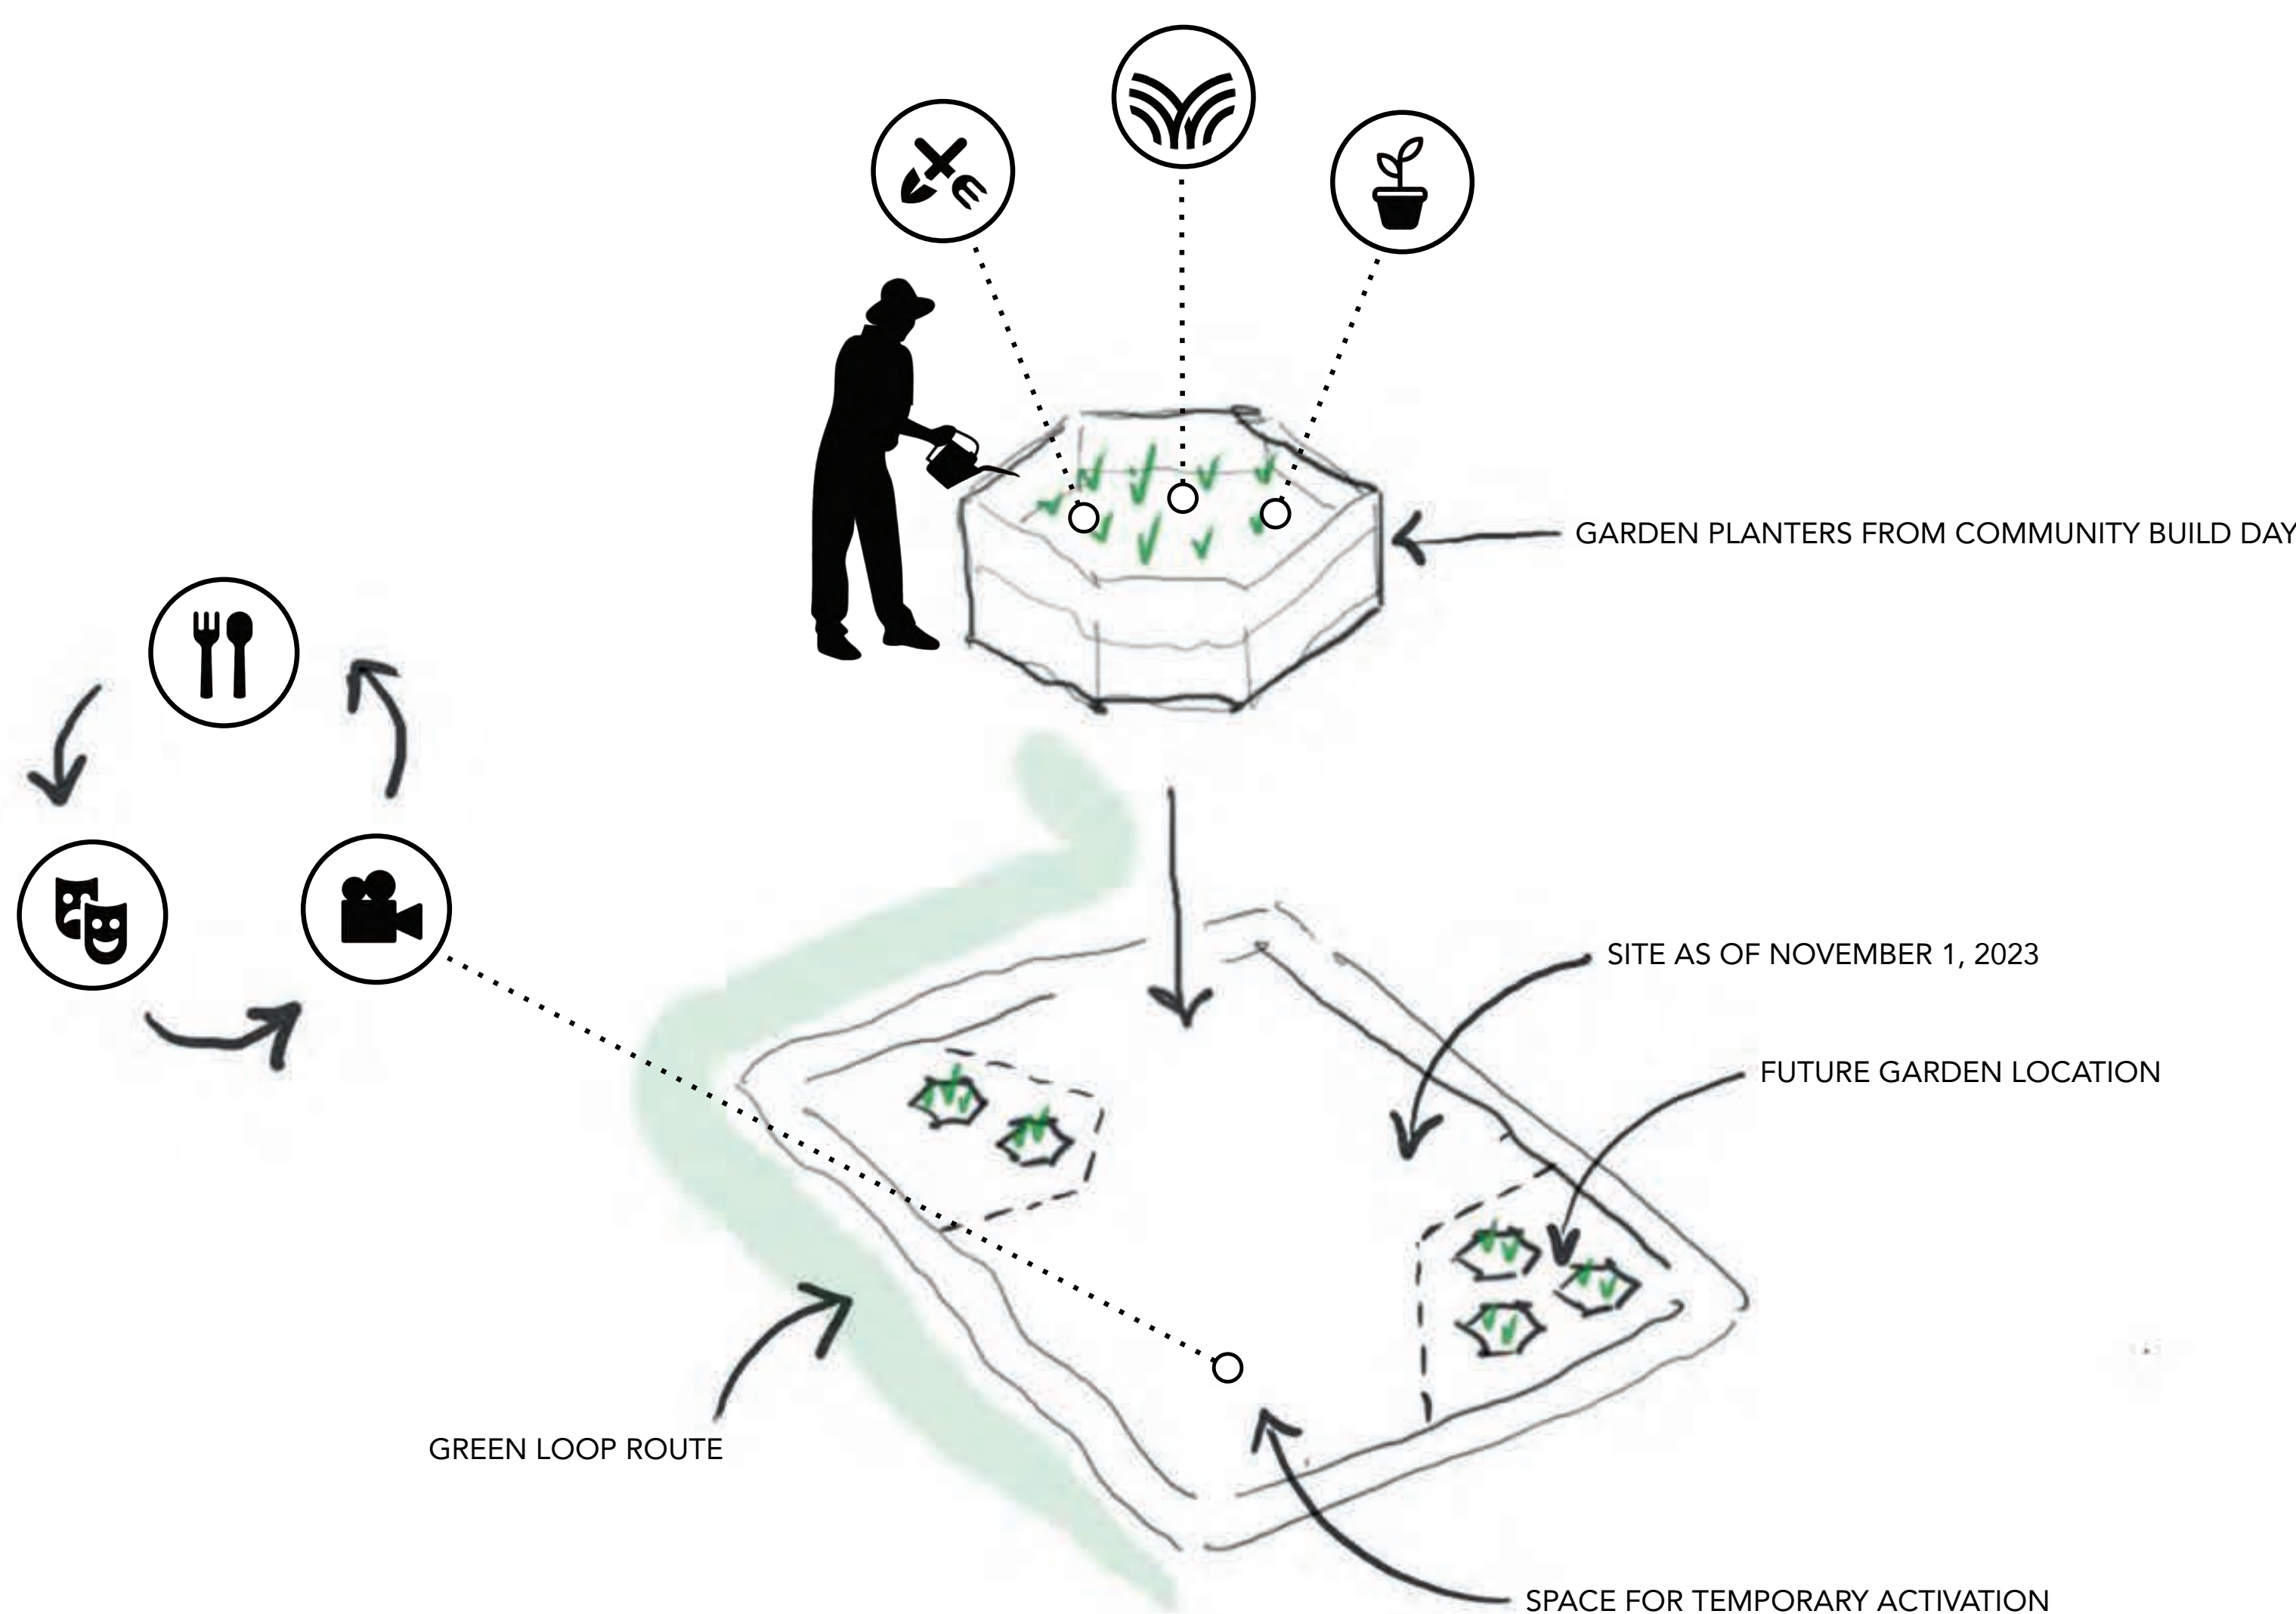 GARDEN PLANTERS FROM COMMUNITY BUILD DAY
SITE AS OF NOVEMBER 1, 2023
FUTURE GARDEN LOCATION
GREEN LOOP ROUTE
SPACE FOR TEMPORARY ACTIVATION